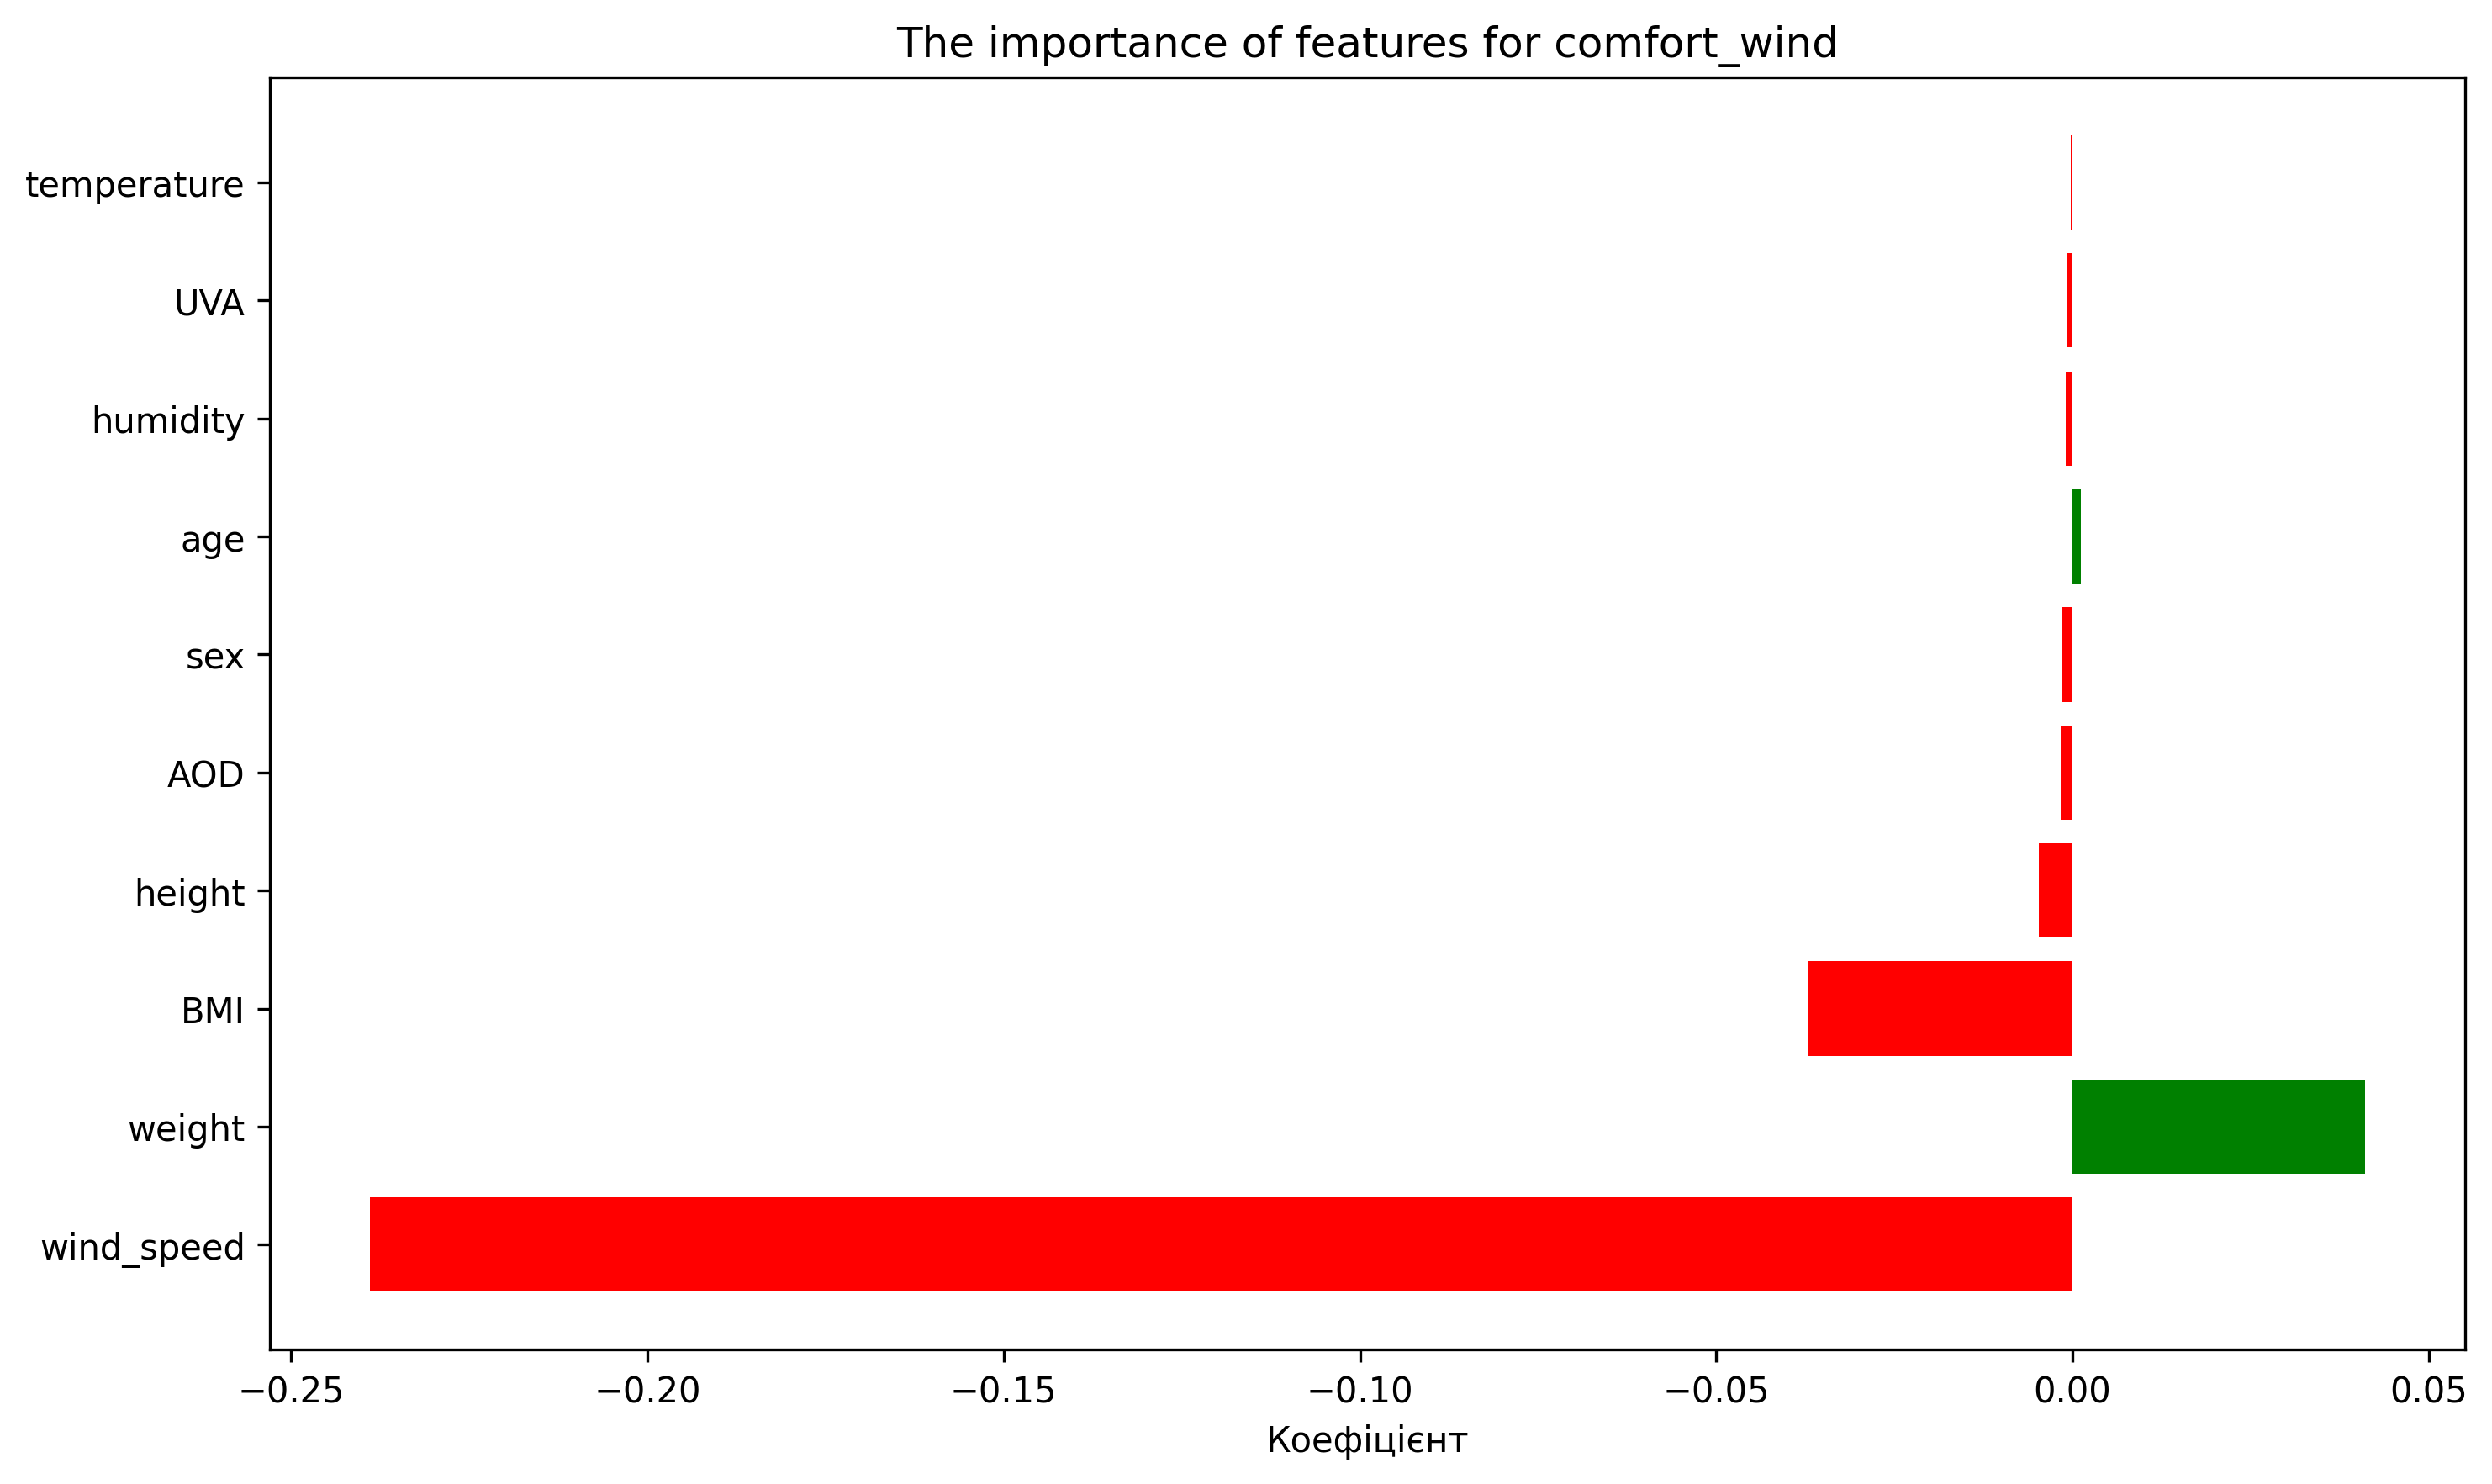 The importance of features for comfort_wind
temperature
UVA
humidity
age
sex
AOD
height
BMI
weight
wind_speed
−0.25 −0.20 −0.15 −0.10 −0.05 0.00 0.05
Коефіцієнт